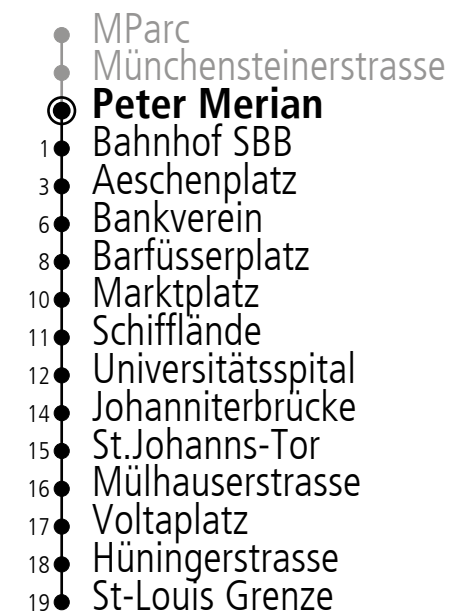 MParc
Münchensteinerstrasse
Peter Merian
1 Bahnhof SBB
3 Aeschenplatz
6 Bankverein
8 Barfüsserplatz
10 Marktplatz
11 Schifflände
12 Universitätsspital
14 Johanniterbrücke
15 St.Johanns-Tor
16 Mülhauserstrasse
17 Voltaplatz
18 Hüningerstrasse
19 St-Louis Grenze